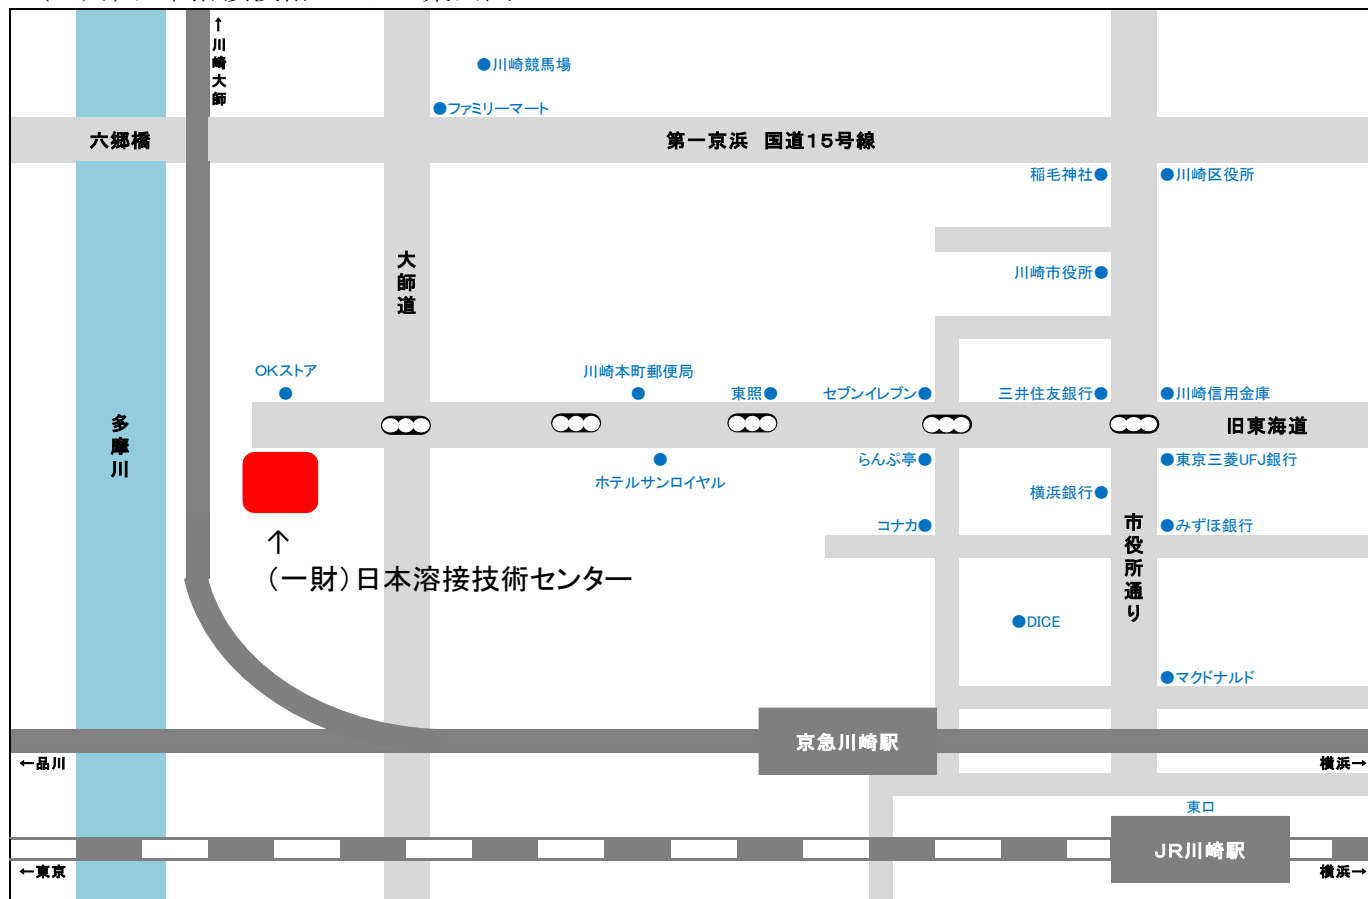 ↑川崎大師
川崎競馬場
ファミリーマート
六郷橋
第一京浜 国道15号線
稲毛神社
川崎区役所
大師道
川崎市役所
OKストア
川崎本町郵便局
東照
セブンイレブン
三井住友銀行
川崎信用金庫
多摩川
旧東海道
らんぷ亭
東京三菱UFJ銀行
ホテルサンロイヤル
横浜銀行
コナカ
みずほ銀行
市役所通り
↑
(一財)日本溶接技術センター
DICE
マクドナルド
京急川崎駅
←品川
横浜→
東口
JR川崎駅
←東京
横浜→